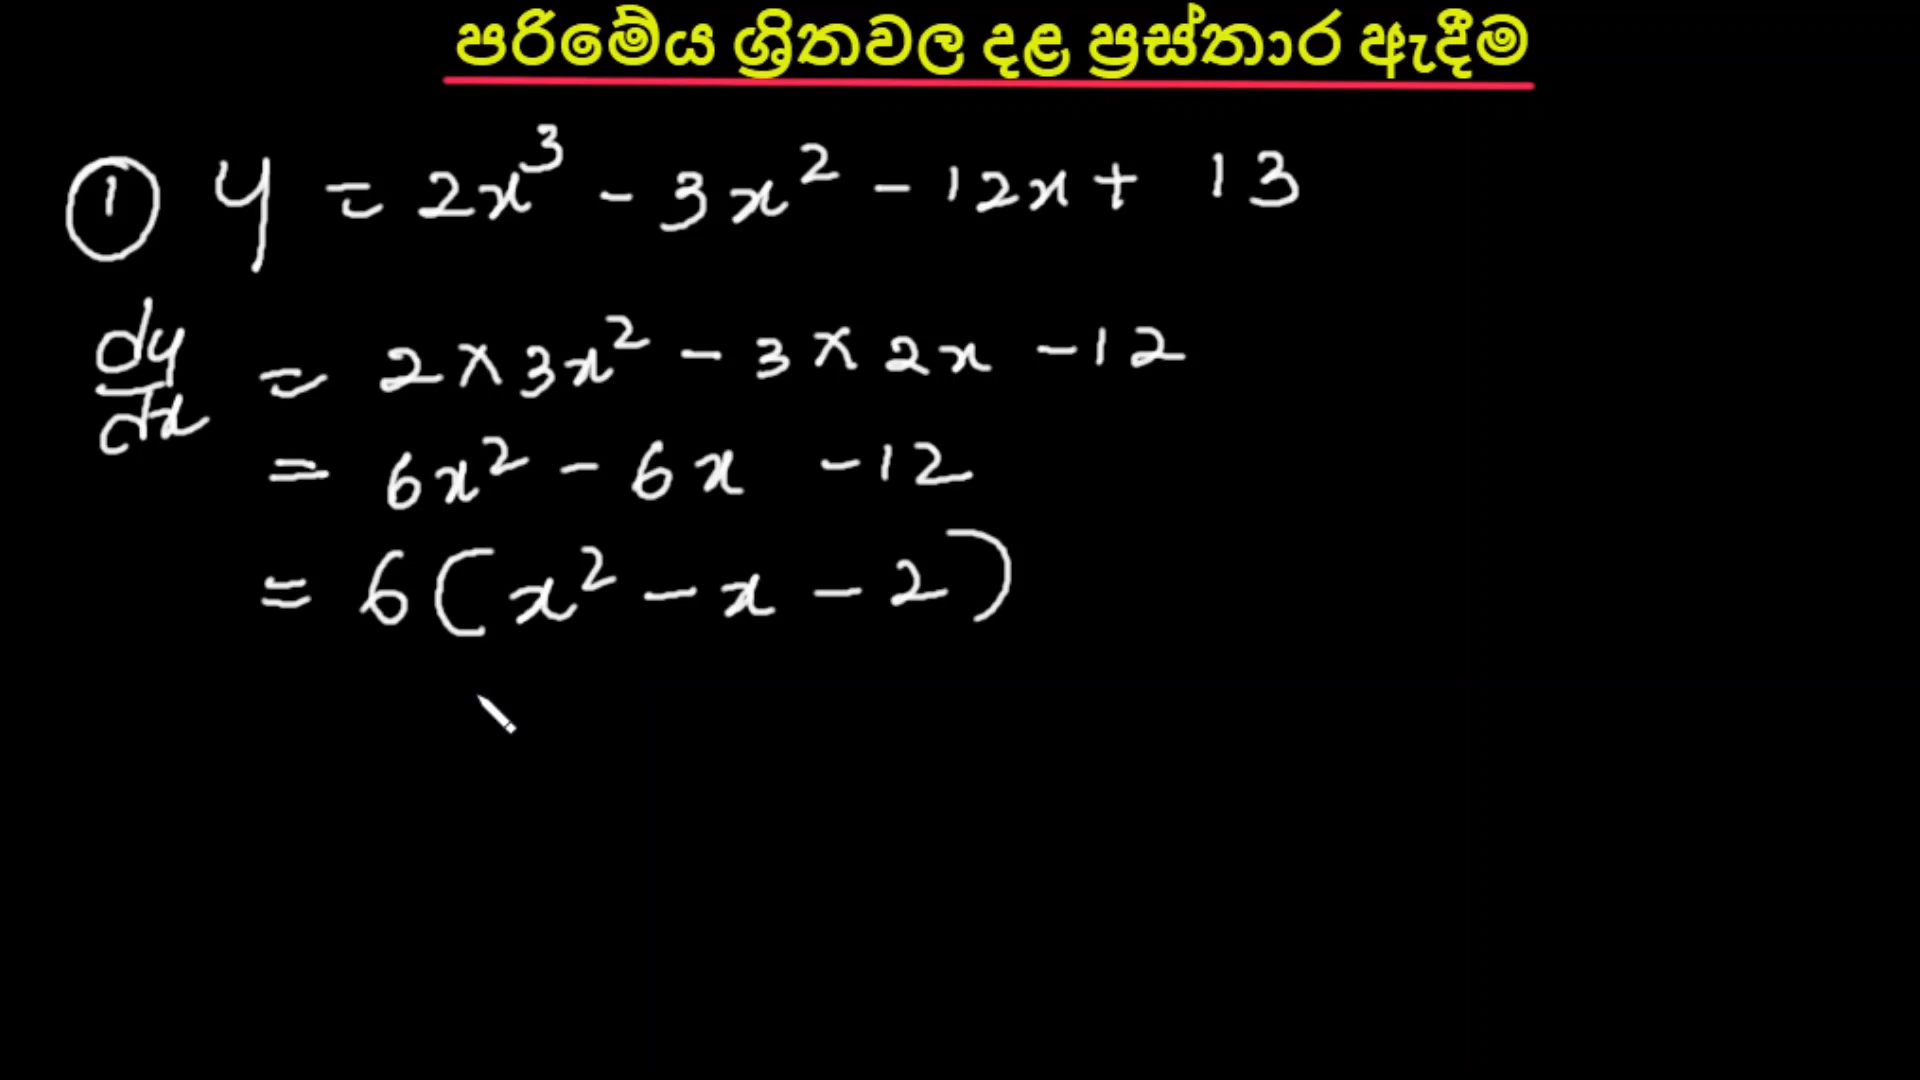 පරිමේය ශ්‍රිතවල දළ ප්‍රස්තාර ඇදීම
① y = 2x³ - 3x² - 12x + 13
dy/dx = 2 × 3x² - 3 × 2x - 12
= 6x² - 6x - 12
= 6(x² - x - 2)